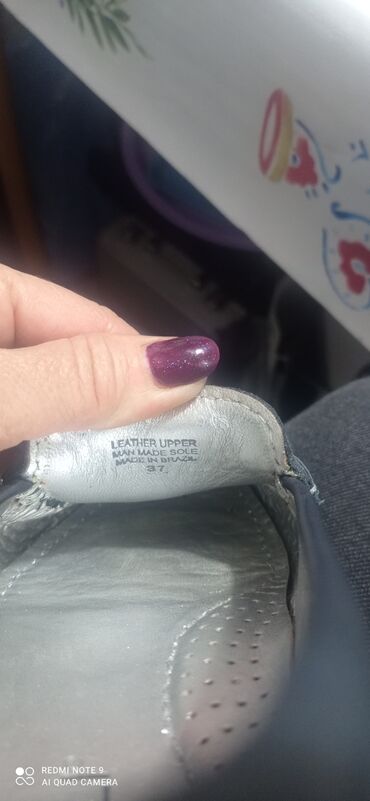 LEATHER UPPER
MAN MADE SOLE
MADE IN BRAZIL
37
REDMI NOTE 9
AI QUAD CAMERA